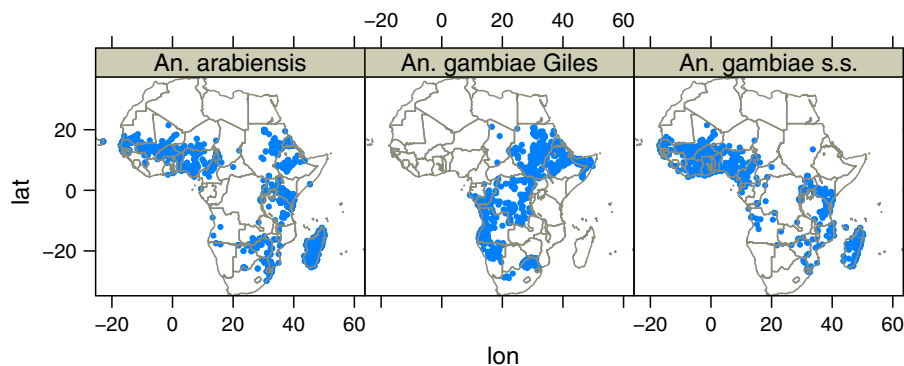 −20 0 20 40 60
An. arabiensis An. gambiae Giles An. gambiae s.s.
20
0
−20
lat
−20 0 20 40 60 −20 0 20 40 60
lon